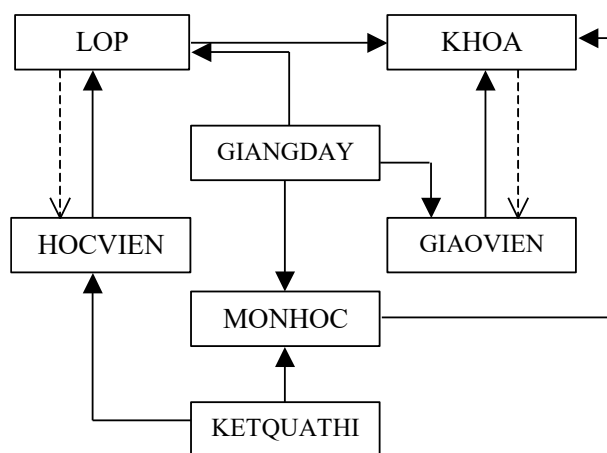 LOP
KHOA
GIANGDAY
HOCVIEN
GIAOVIEN
MONHOC
KETQUATHI